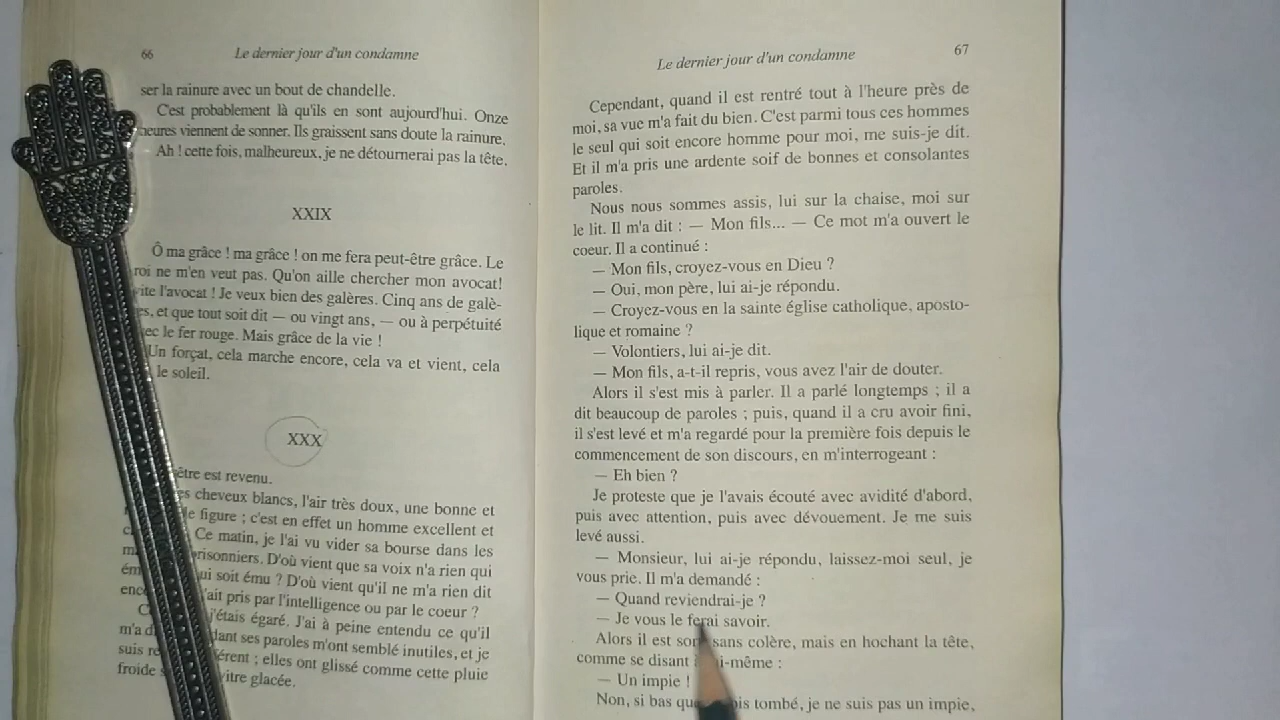 66
Le dernier jour d'un condamne
ser la rainure avec un bout de chandelle.
C'est probablement là qu'ils en sont aujourd'hui. Onze
heures viennent de sonner. Ils graissent sans doute la rainure.
Ah ! cette fois, malheureux, je ne détournerai pas la tête.
XXIX
Ô ma grâce ! ma grâce ! on me fera peut-être grâce. Le
roi ne m'en veut pas. Qu'on aille chercher mon avocat!
vite l'avocat ! Je veux bien des galères. Cinq ans de galè-
es, et que tout soit dit — ou vingt ans, — ou à perpétuité
ec le fer rouge. Mais grâce de la vie !
Un forçat, cela marche encore, cela va et vient, cela
le soleil.
XXX
être est revenu.
es cheveux blancs, l'air très doux, une bonne et
figure ; c'est en effet un homme excellent et
Ce matin, je l'ai vu vider sa bourse dans les
prisonniers. D'où vient que sa voix n'a rien qui
ui soit ému ? D'où vient qu'il ne m'a rien dit
ait pris par l'intelligence ou par le coeur ?
j'étais égaré. J'ai à peine entendu ce qu'il
m'a dant ses paroles m'ont semblé inutiles, et je
suis érent ; elles ont glissé comme cette pluie
froide vitre glacée.
Le dernier jour d'un condamne
67
Cependant, quand il est rentré tout à l'heure près de
moi, sa vue m'a fait du bien. C'est parmi tous ces hommes
le seul qui soit encore homme pour moi, me suis-je dit.
Et il m'a pris une ardente soif de bonnes et consolantes
paroles.
Nous nous sommes assis, lui sur la chaise, moi sur
le lit. Il m'a dit : — Mon fils... — Ce mot m'a ouvert le
coeur. Il a continué :
— Mon fils, croyez-vous en Dieu ?
— Oui, mon père, lui ai-je répondu.
— Croyez-vous en la sainte église catholique, aposto-
lique et romaine ?
— Volontiers, lui ai-je dit.
— Mon fils, a-t-il repris, vous avez l'air de douter.
Alors il s'est mis à parler. Il a parlé longtemps ; il a
dit beaucoup de paroles ; puis, quand il a cru avoir fini,
il s'est levé et m'a regardé pour la première fois depuis le
commencement de son discours, en m'interrogeant :
— Eh bien ?
Je proteste que je l'avais écouté avec avidité d'abord,
puis avec attention, puis avec dévouement. Je me suis
levé aussi.
— Monsieur, lui ai-je répondu, laissez-moi seul, je
vous prie. Il m'a demandé :
— Quand reviendrai-je ?
— Je vous le ferai savoir.
Alors il est sorti sans colère, mais en hochant la tête,
comme se disant à lui-même :
— Un impie !
Non, si bas que je sois tombé, je ne suis pas un impie,